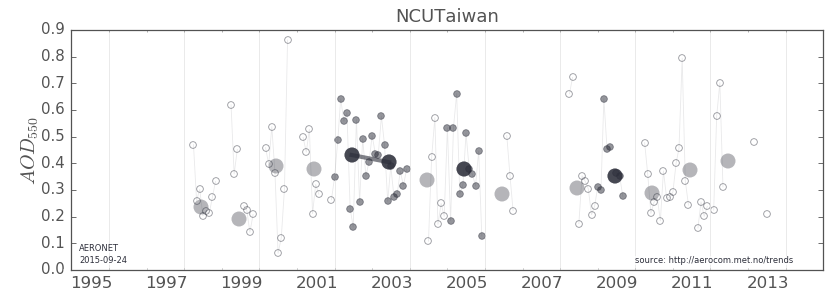 NCUTaiwan
0.9
0.8
0.7
0.6
0.5
0.4
0.3
0.2
0.1
0.0
AOD550
AERONET
2015-09-24
source: http://aerocom.met.no/trends
1995 1997 1999 2001 2003 2005 2007 2009 2011 2013